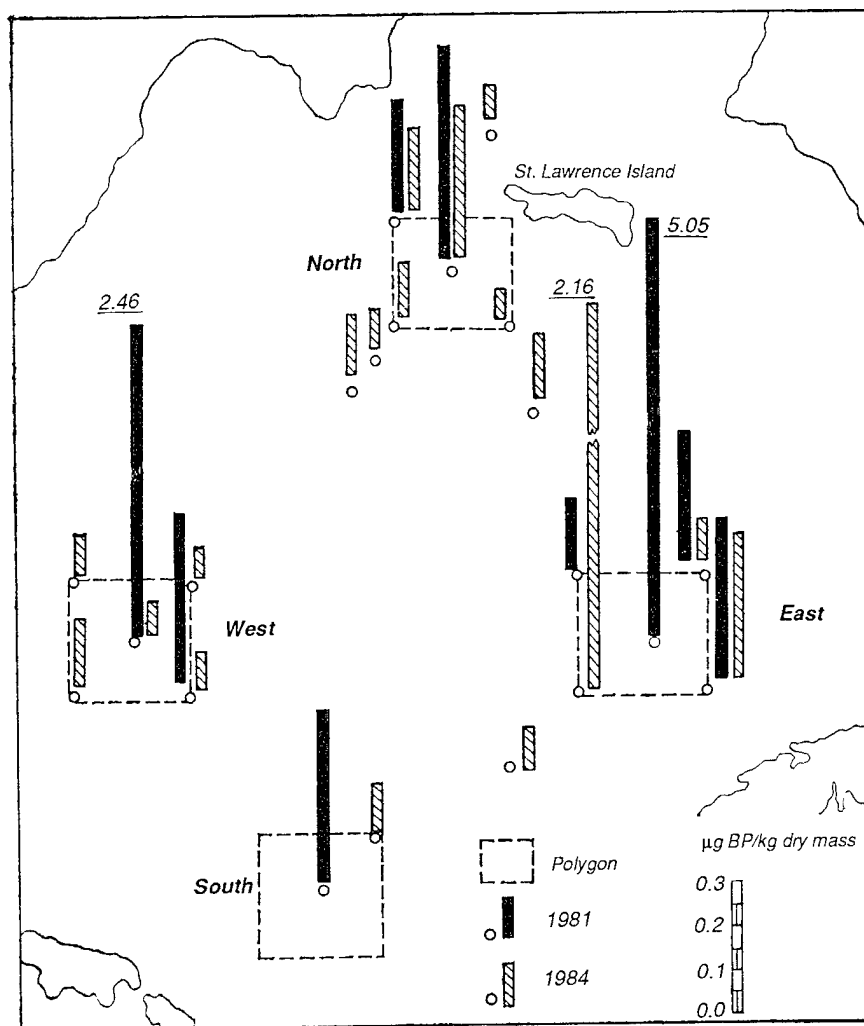 St. Lawrence Island
5.05
North
2.16
2.46
East
West
South
Polygon
1981
1984
µg BP/kg dry mass
0.3
0.2
0.1
0.0